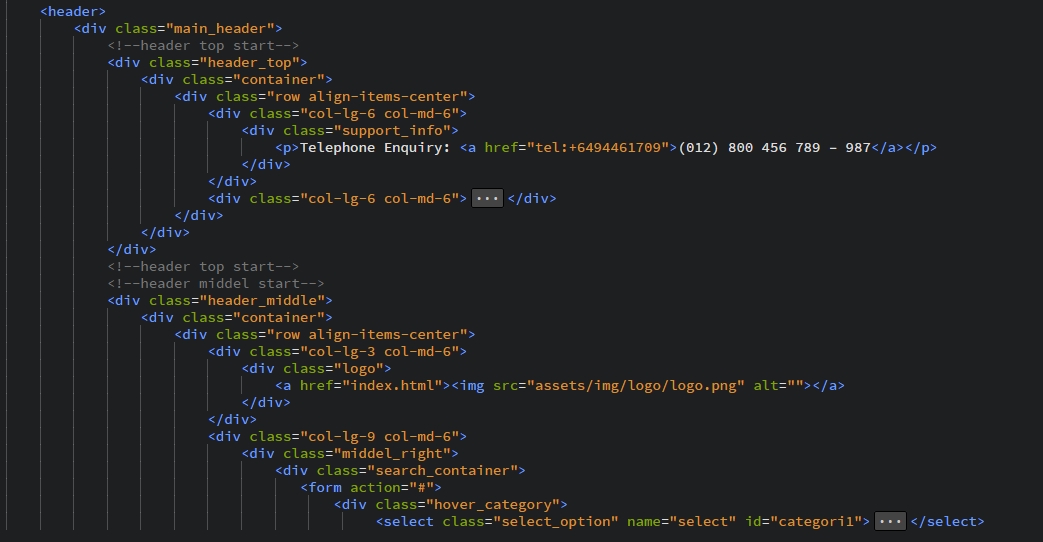 <header>
<div class="main_header">
<!--header top start-->
<div class="header_top">
<div class="container">
<div class="row align-items-center">
<div class="col-lg-6 col-md-6">
<div class="support_info">
<p>Telephone Enquiry: <a href="tel:+6494461709">(012) 800 456 789 – 987</a></p>
</div>
</div>
<div class="col-lg-6 col-md-6"> ... </div>
</div>
</div>
</div>
<!--header top start-->
<!--header middel start-->
<div class="header_middle">
<div class="container">
<div class="row align-items-center">
<div class="col-lg-3 col-md-6">
<div class="logo">
<a href="index.html"><img src="assets/img/logo/logo.png" alt=""></a>
</div>
</div>
<div class="col-lg-9 col-md-6">
<div class="middel_right">
<div class="search_container">
<form action="#">
<div class="hover_category">
<select class="select_option" name="select" id="categori1"> ... </select>